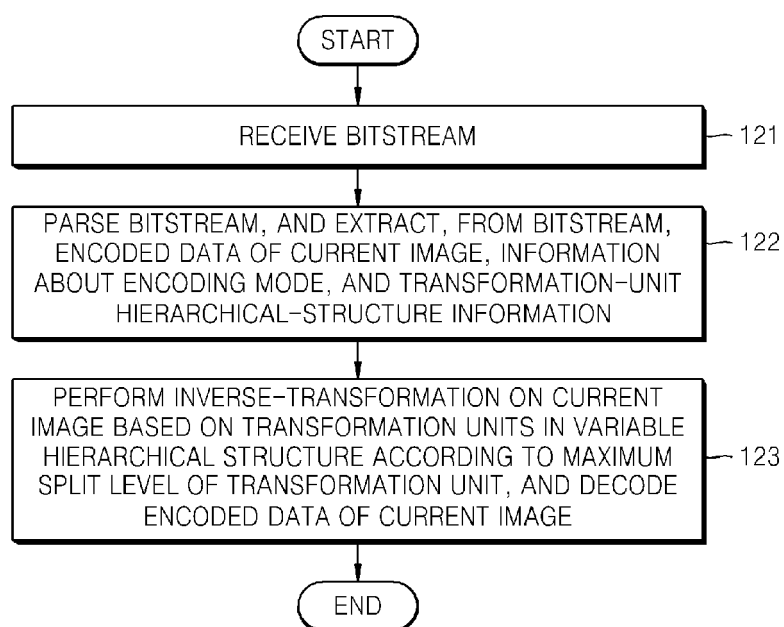 START
RECEIVE BITSTREAM
121
PARSE BITSTREAM, AND EXTRACT, FROM BITSTREAM,
ENCODED DATA OF CURRENT IMAGE, INFORMATION
ABOUT ENCODING MODE, AND TRANSFORMATION-UNIT
HIERARCHICAL-STRUCTURE INFORMATION
122
PERFORM INVERSE-TRANSFORMATION ON CURRENT
IMAGE BASED ON TRANSFORMATION UNITS IN VARIABLE
HIERARCHICAL STRUCTURE ACCORDING TO MAXIMUM
SPLIT LEVEL OF TRANSFORMATION UNIT, AND DECODE
ENCODED DATA OF CURRENT IMAGE
123
END